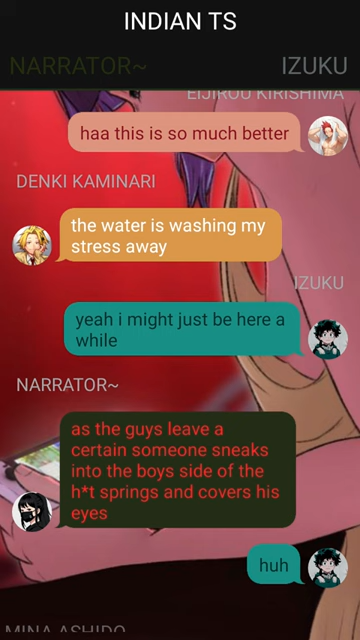 INDIAN TS
NARRATOR~
IZUKU
EIJIROU KIRISHIMA
haa this is so much better
DENKI KAMINARI
the water is washing my
stress away
IZUKU
yeah i might just be here a
while
NARRATOR~
as the guys leave a
certain someone sneaks
into the boys side of the
h*t springs and covers his
eyes
huh
MINA ASHIDO